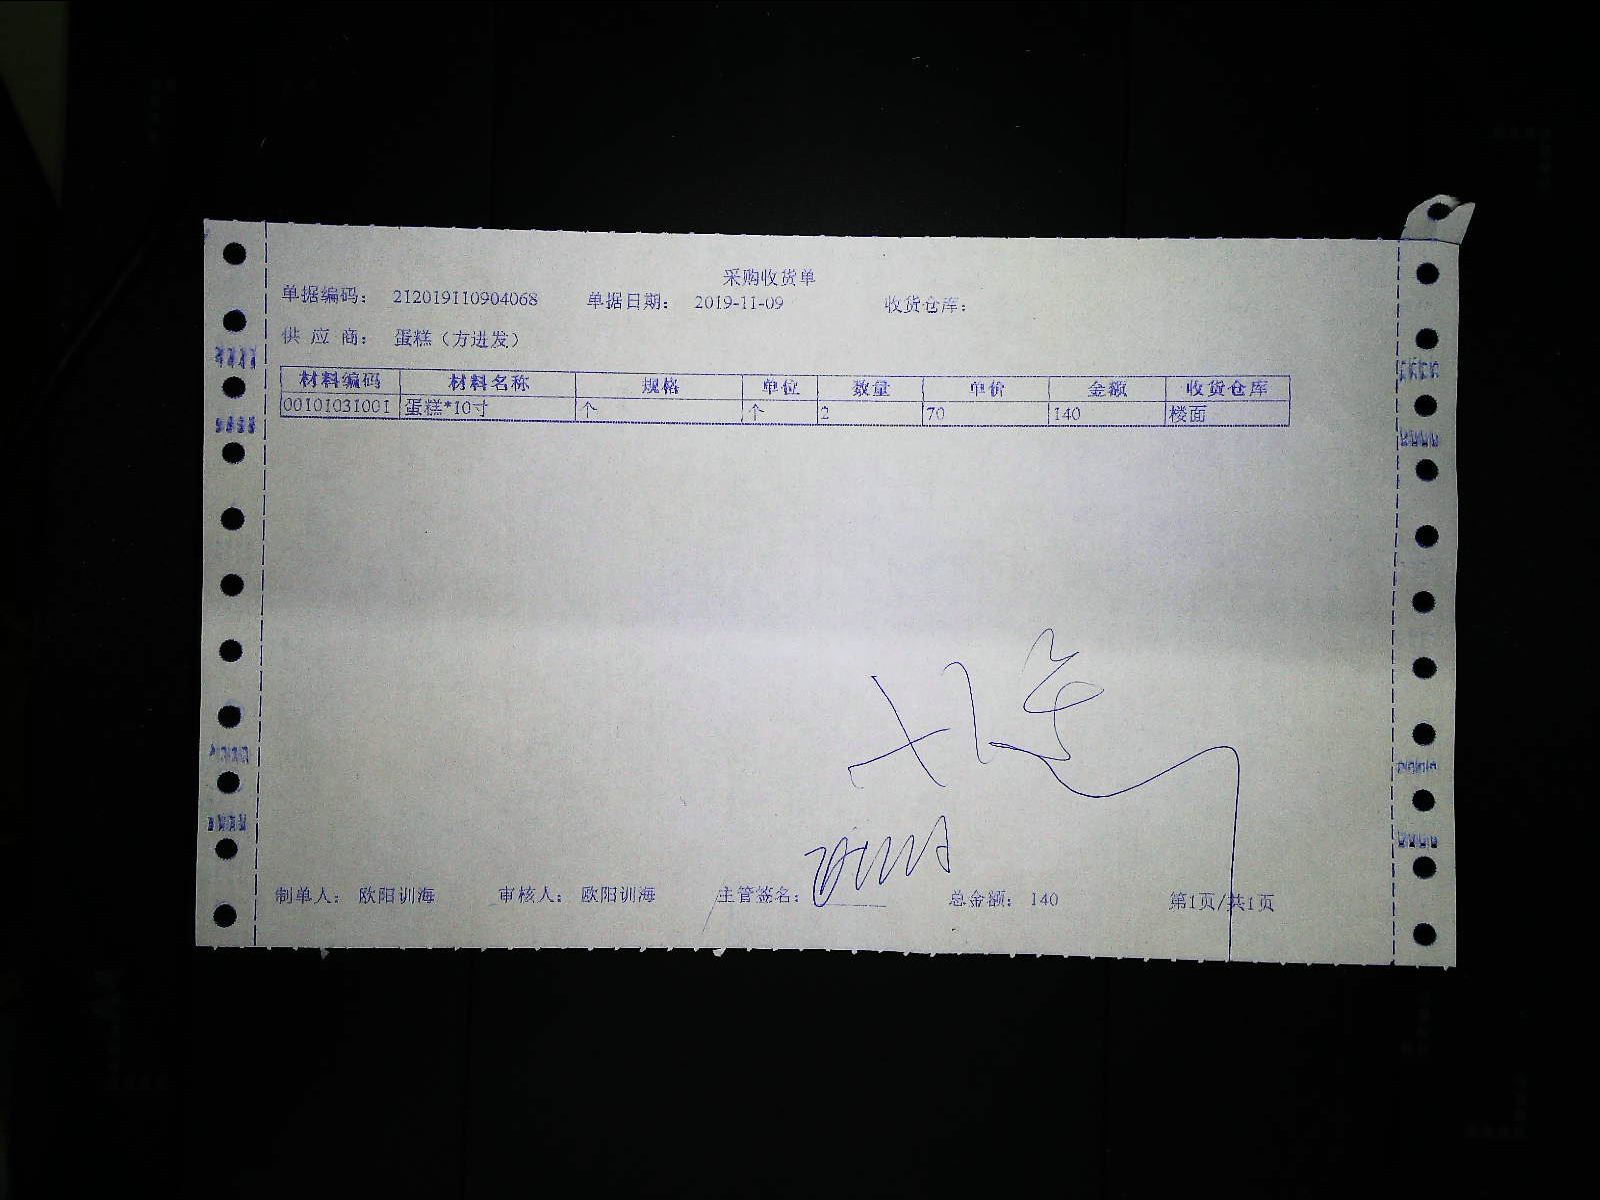 采购收货单
单据编码： 212019110904068 单据日期： 2019-11-09 收货仓库：
供 应 商： 蛋糕（方进发）
材料编码 材料名称 规格 单位 数量 单价 金额 收货仓库
00101031001 蛋糕*10寸 个 个 2 70 140 楼面
制单人： 欧阳训海 审核人： 欧阳训海 主管签名： 总金额： 140 第1页/共1页